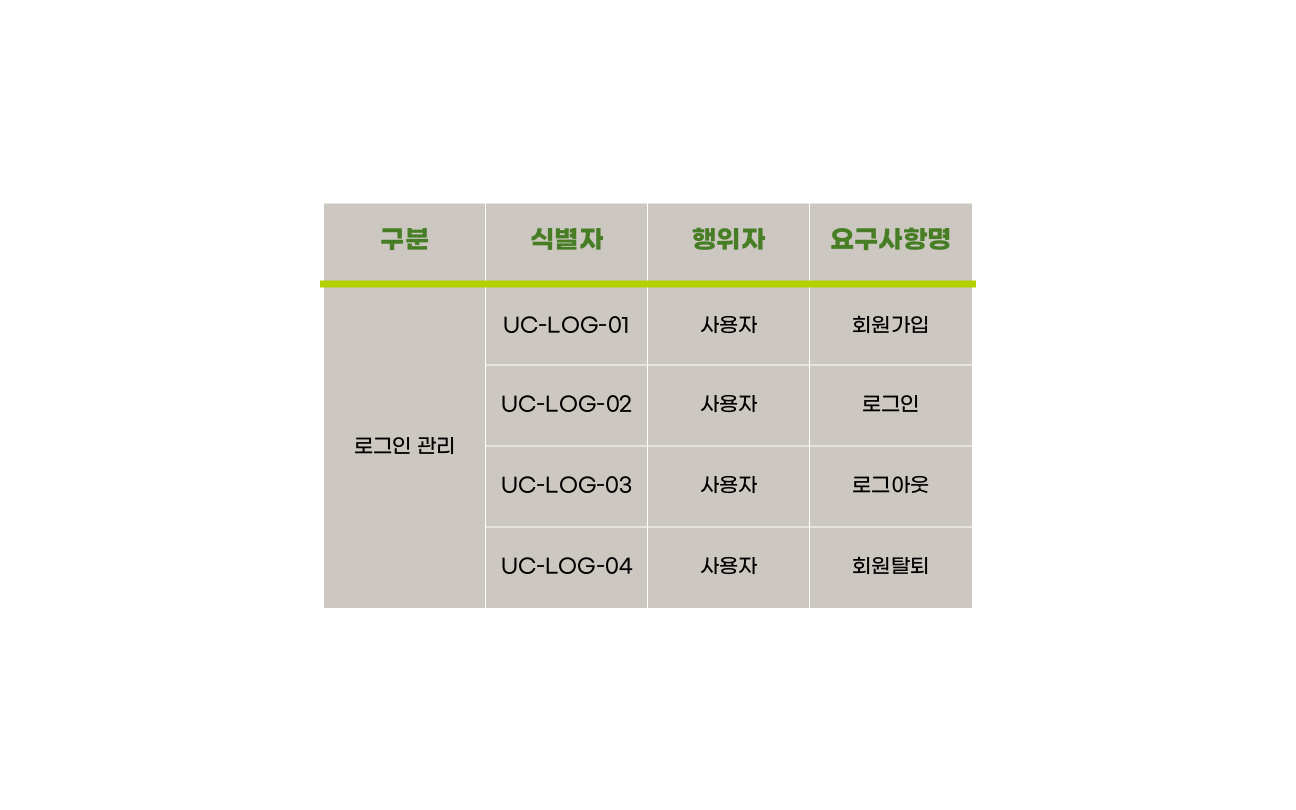 구분 식별자 행위자 요구사항명
UC-LOG-01 사용자 회원가입
UC-LOG-02 사용자 로그인
로그인 관리
UC-LOG-03 사용자 로그아웃
UC-LOG-04 사용자 회원탈퇴